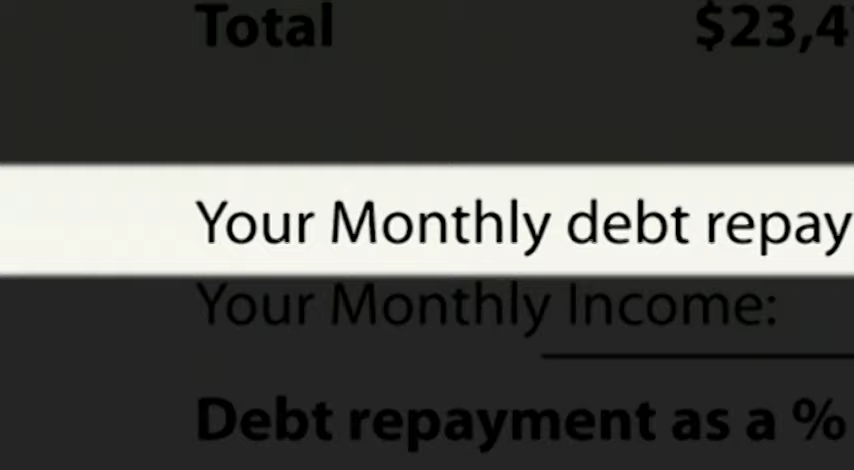 Total $23,4
Your Monthly debt repay
Your Monthly Income:
Debt repayment as a %